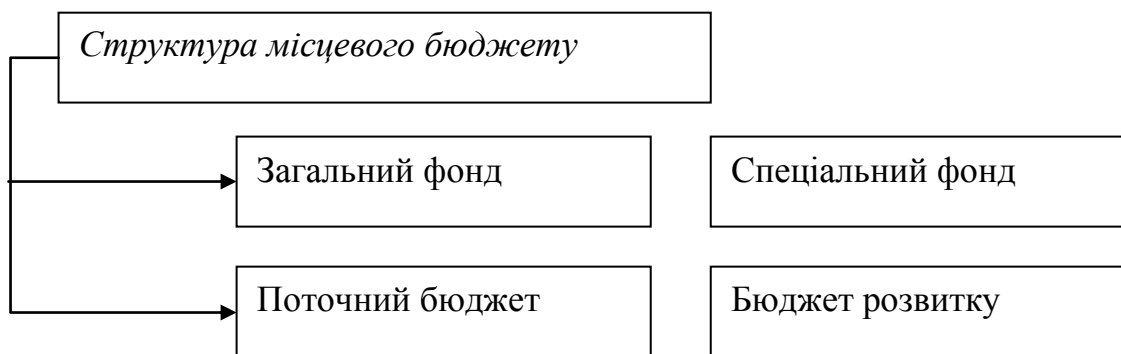 Структура місцевого бюджету
Загальний фонд
Спеціальний фонд
Поточний бюджет
Бюджет розвитку